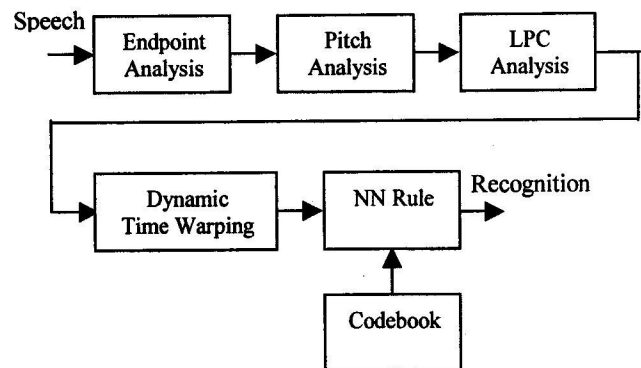 Speech
Endpoint
Analysis
Pitch
Analysis
LPC
Analysis
Dynamic
Time Warping
NN Rule
Recognition
Codebook